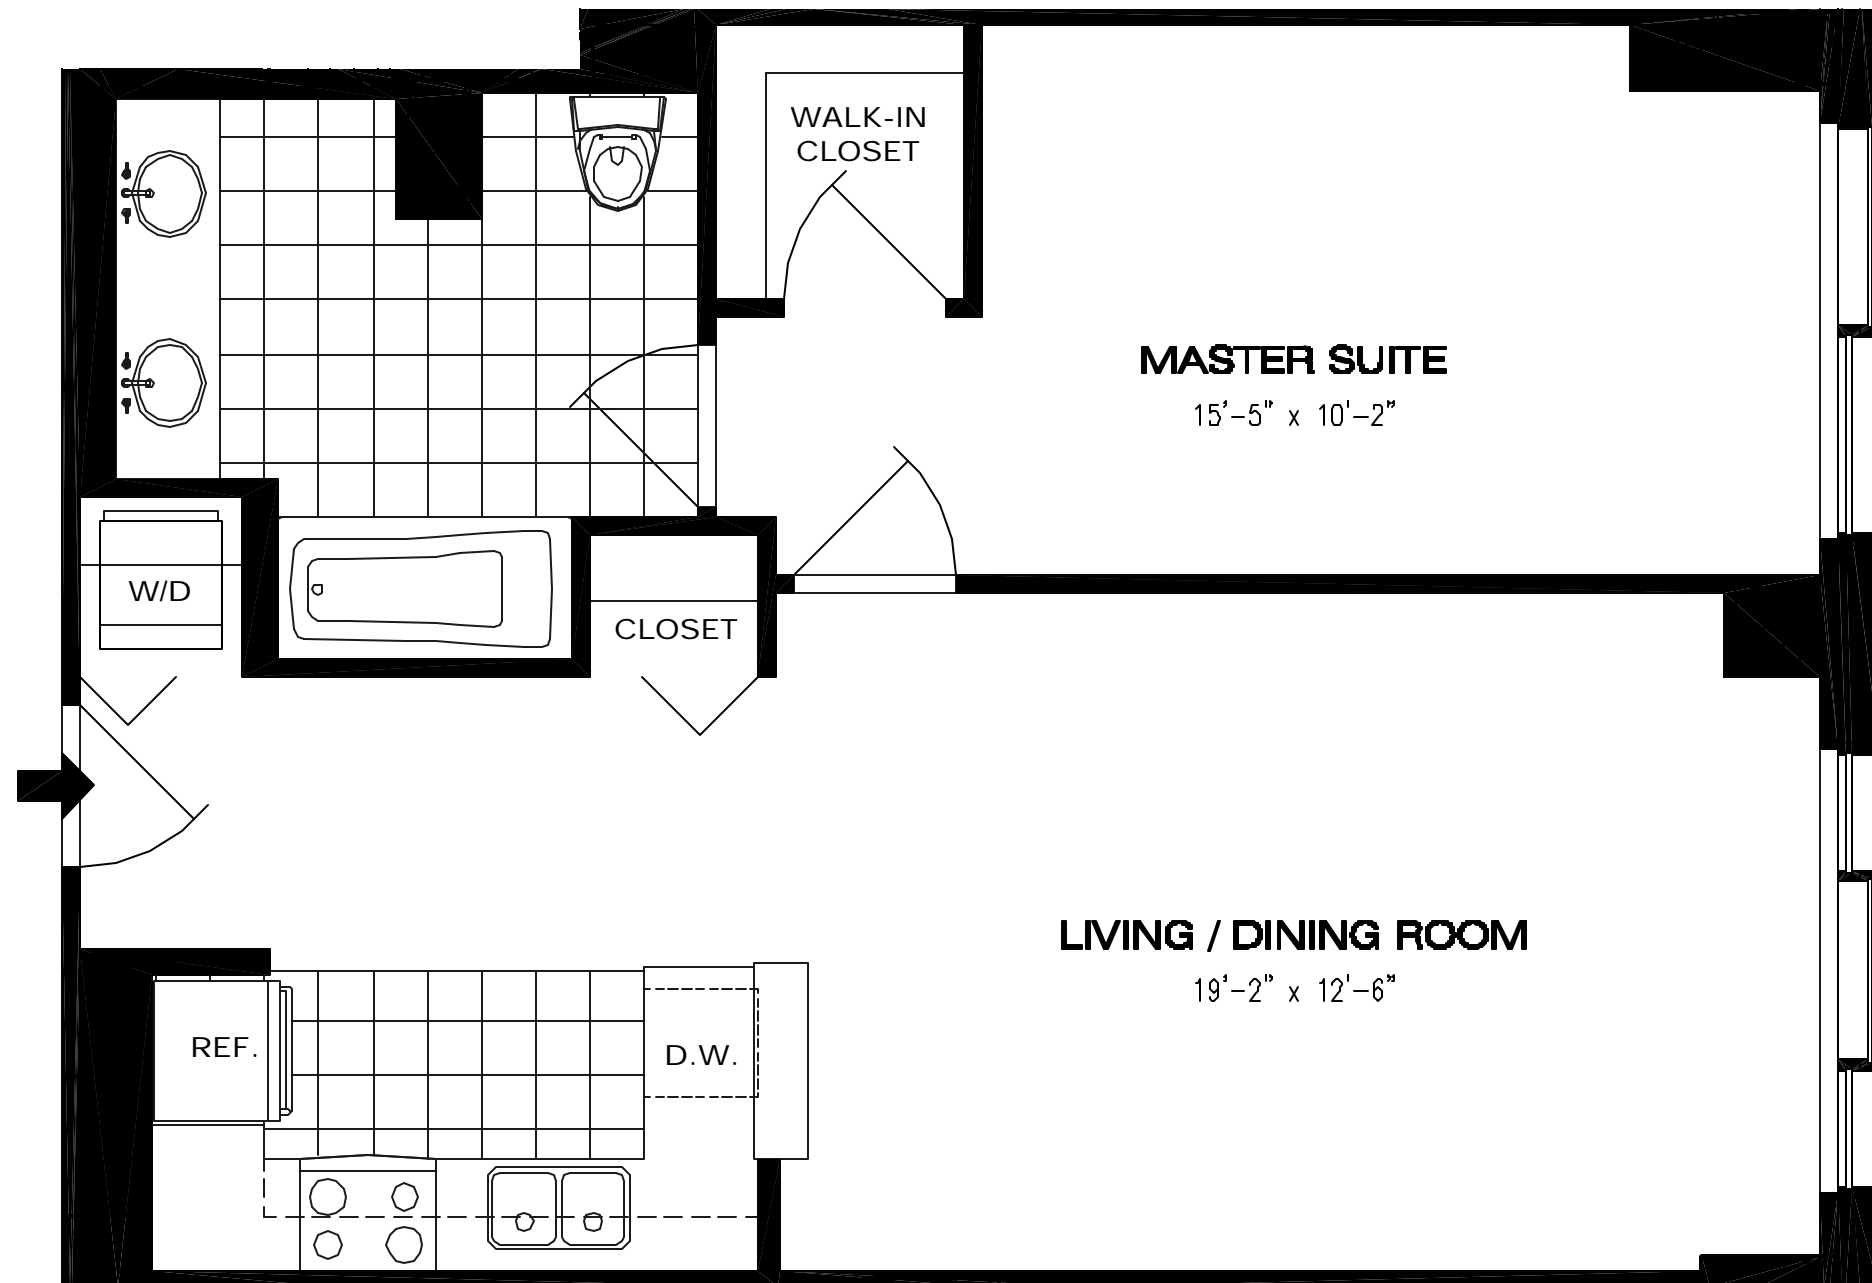 WALK-IN
CLOSET
MASTER SUITE
15'-5" x 10'-2"
W/D
CLOSET
LIVING / DINING ROOM
19'-2" x 12'-6"
REF.
D.W.